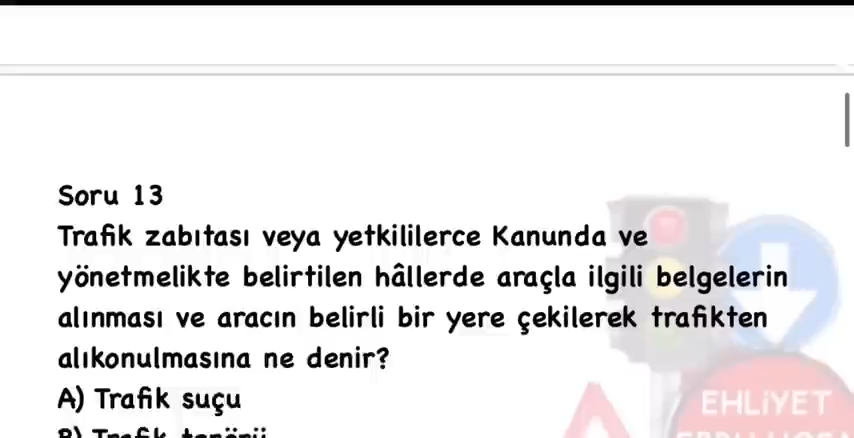 Soru 13
Trafik zabıtası veya yetkililerce Kanunda ve
yönetmelikte belirtilen hâllerde araçla ilgili belgelerin
alınması ve aracın belirli bir yere çekilerek trafikten
alıkonulmasına ne denir?
A) Trafik suçu
B) Trafik
EHLİYET